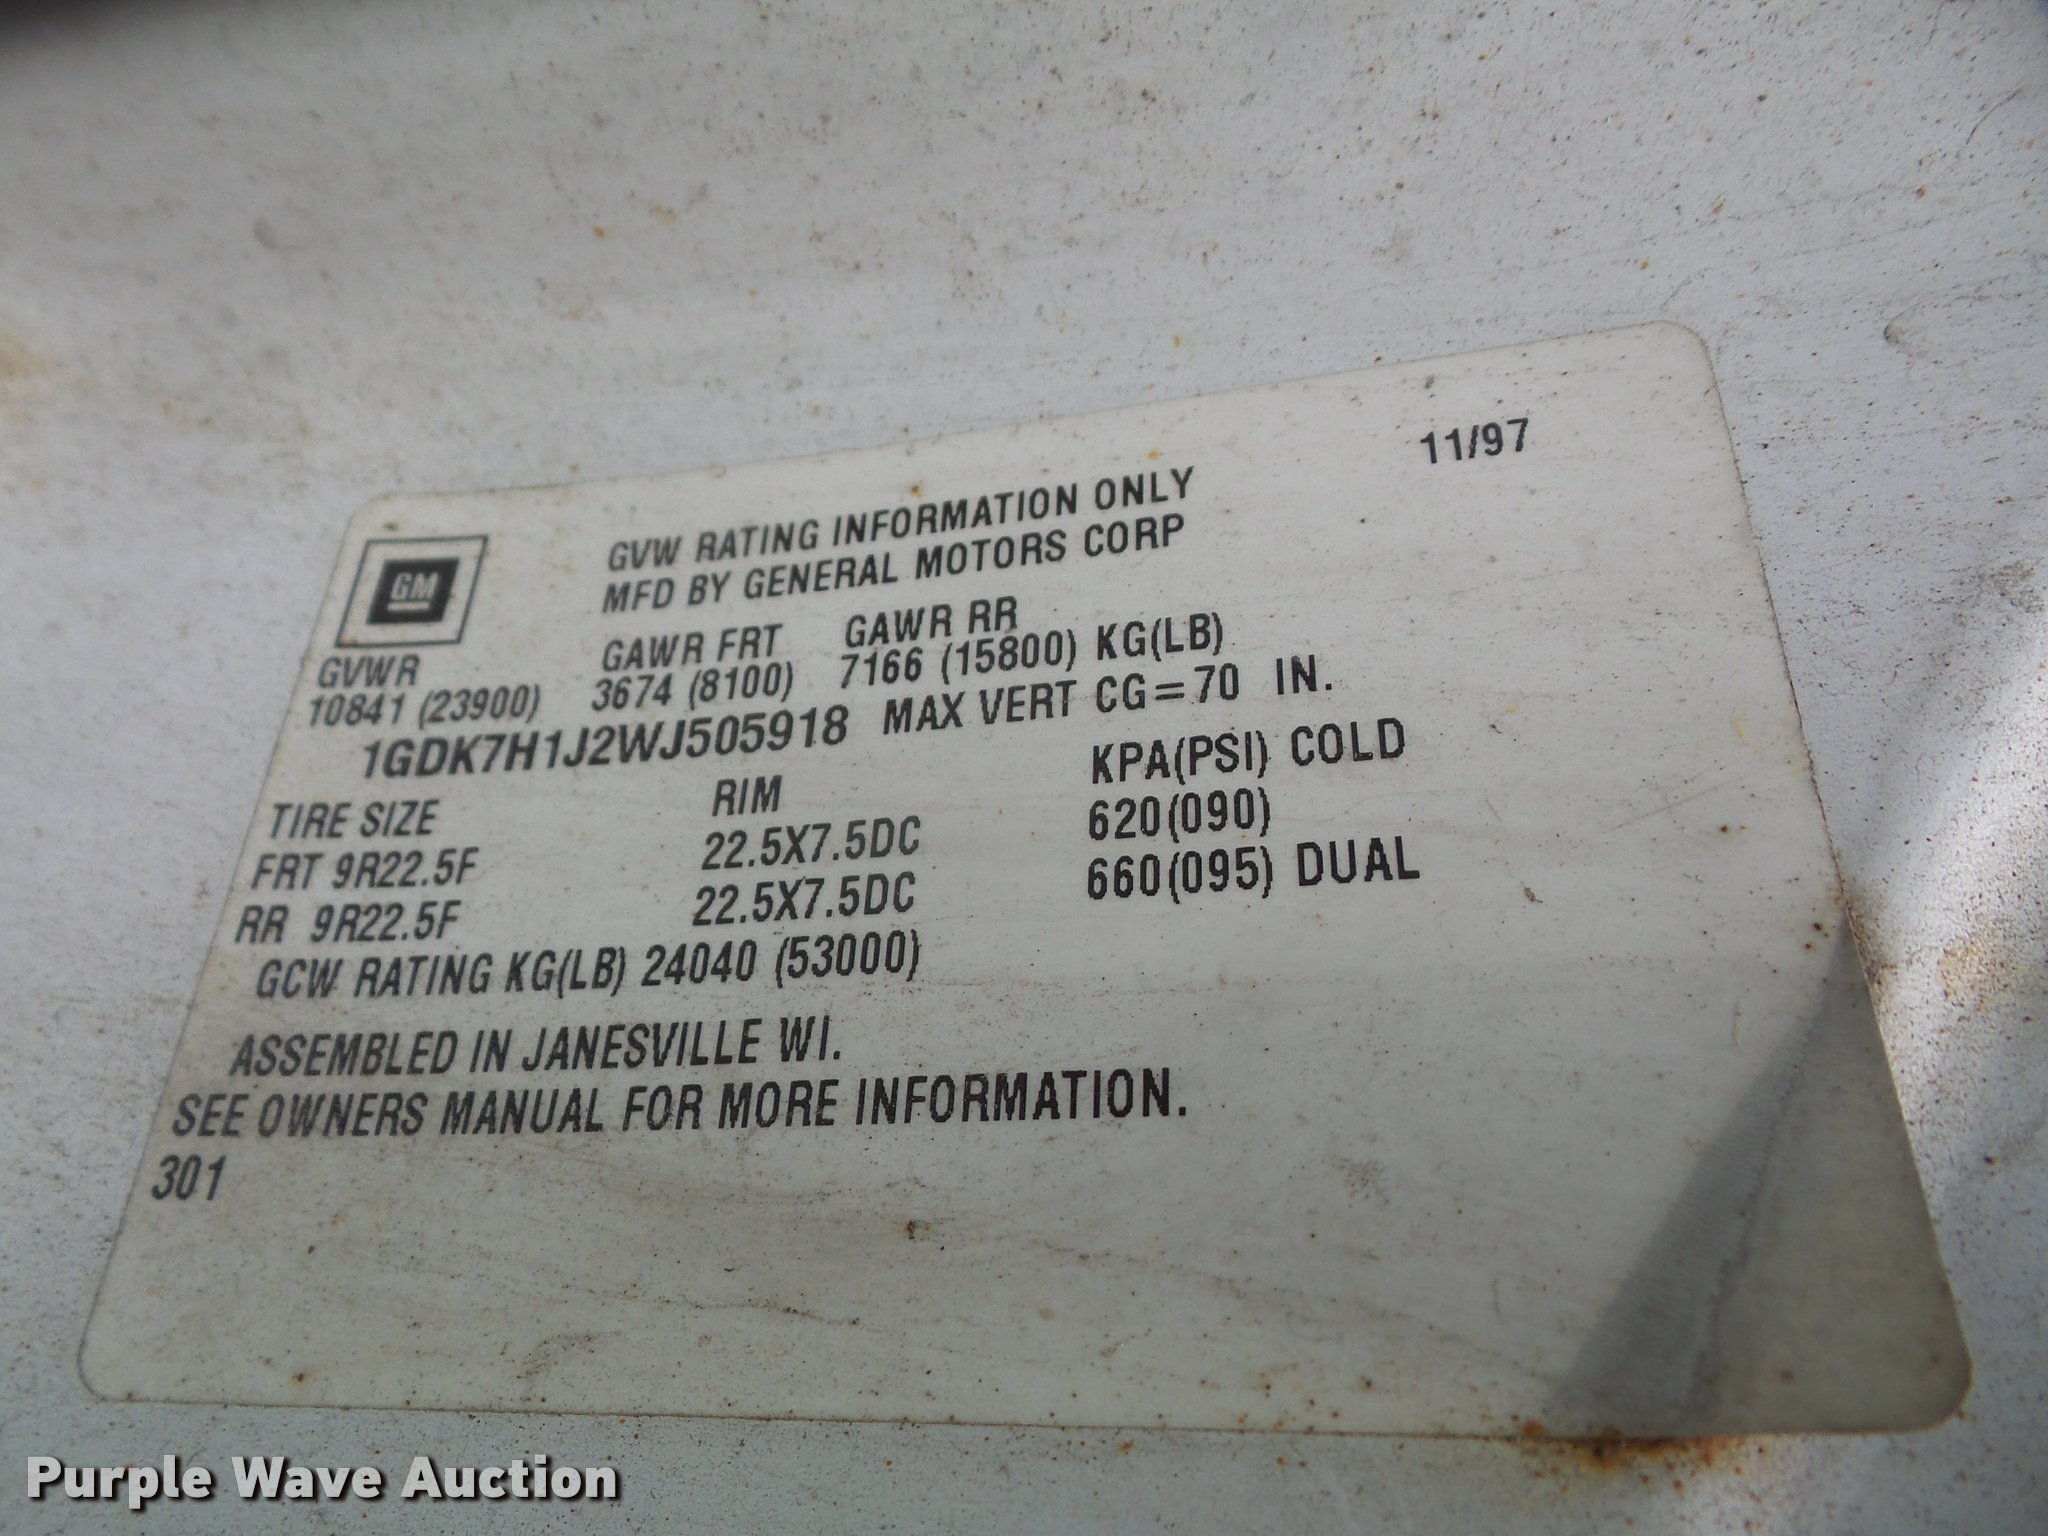 11/97
GVW RATING INFORMATION ONLY
MFD BY GENERAL MOTORS CORP
GM
GVWR GAWR FRT GAWR RR
10841 (23900) 3674 (8100) 7166 (15800) KG(LB)
1GDK7H1J2WJ505918 MAX VERT CG=70 IN.
TIRE SIZE RIM KPA(PSI) COLD
FRT 9R22.5F 22.5X7.5DC 620(090)
RR 9R22.5F 22.5X7.5DC 660(095) DUAL
GCW RATING KG(LB) 24040 (53000)
ASSEMBLED IN JANESVILLE WI.
SEE OWNERS MANUAL FOR MORE INFORMATION.
301
Purple Wave Auction